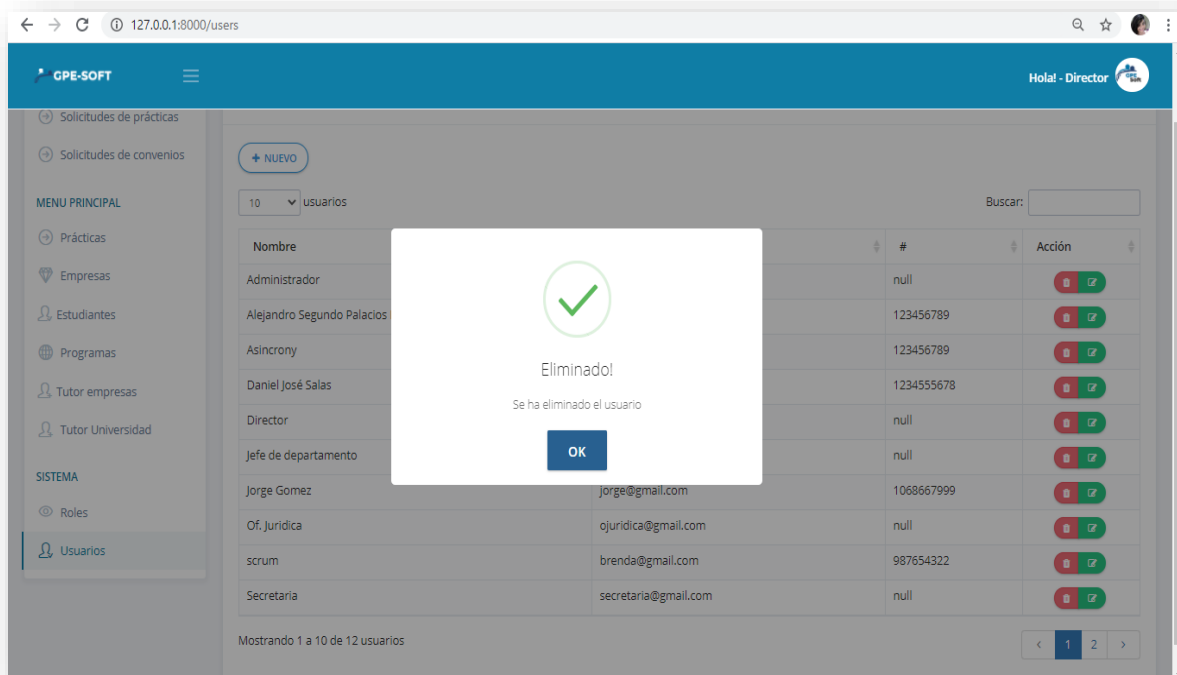 127.0.0.1:8000/users
GPE-SOFT
Hola! - Director
GPE
Soft
Solicitudes de prácticas
Solicitudes de convenios
MENU PRINCIPAL
Prácticas
Empresas
Estudiantes
Programas
Tutor empresas
Tutor Universidad
SISTEMA
Roles
Usuarios
+ NUEVO
10 usuarios
Buscar:
Nombre # Acción
Administrador null
Alejandro Segundo Palacios 123456789
Asincrony 123456789
Daniel José Salas 1234555678
Director null
Jefe de departamento null
Jorge Gomez jorge@gmail.com 1068667999
Of. Juridica ojuridica@gmail.com null
scrum brenda@gmail.com 987654322
Secretaria secretaria@gmail.com null
Mostrando 1 a 10 de 12 usuarios
< 1 2 >
Eliminado!
Se ha eliminado el usuario
OK